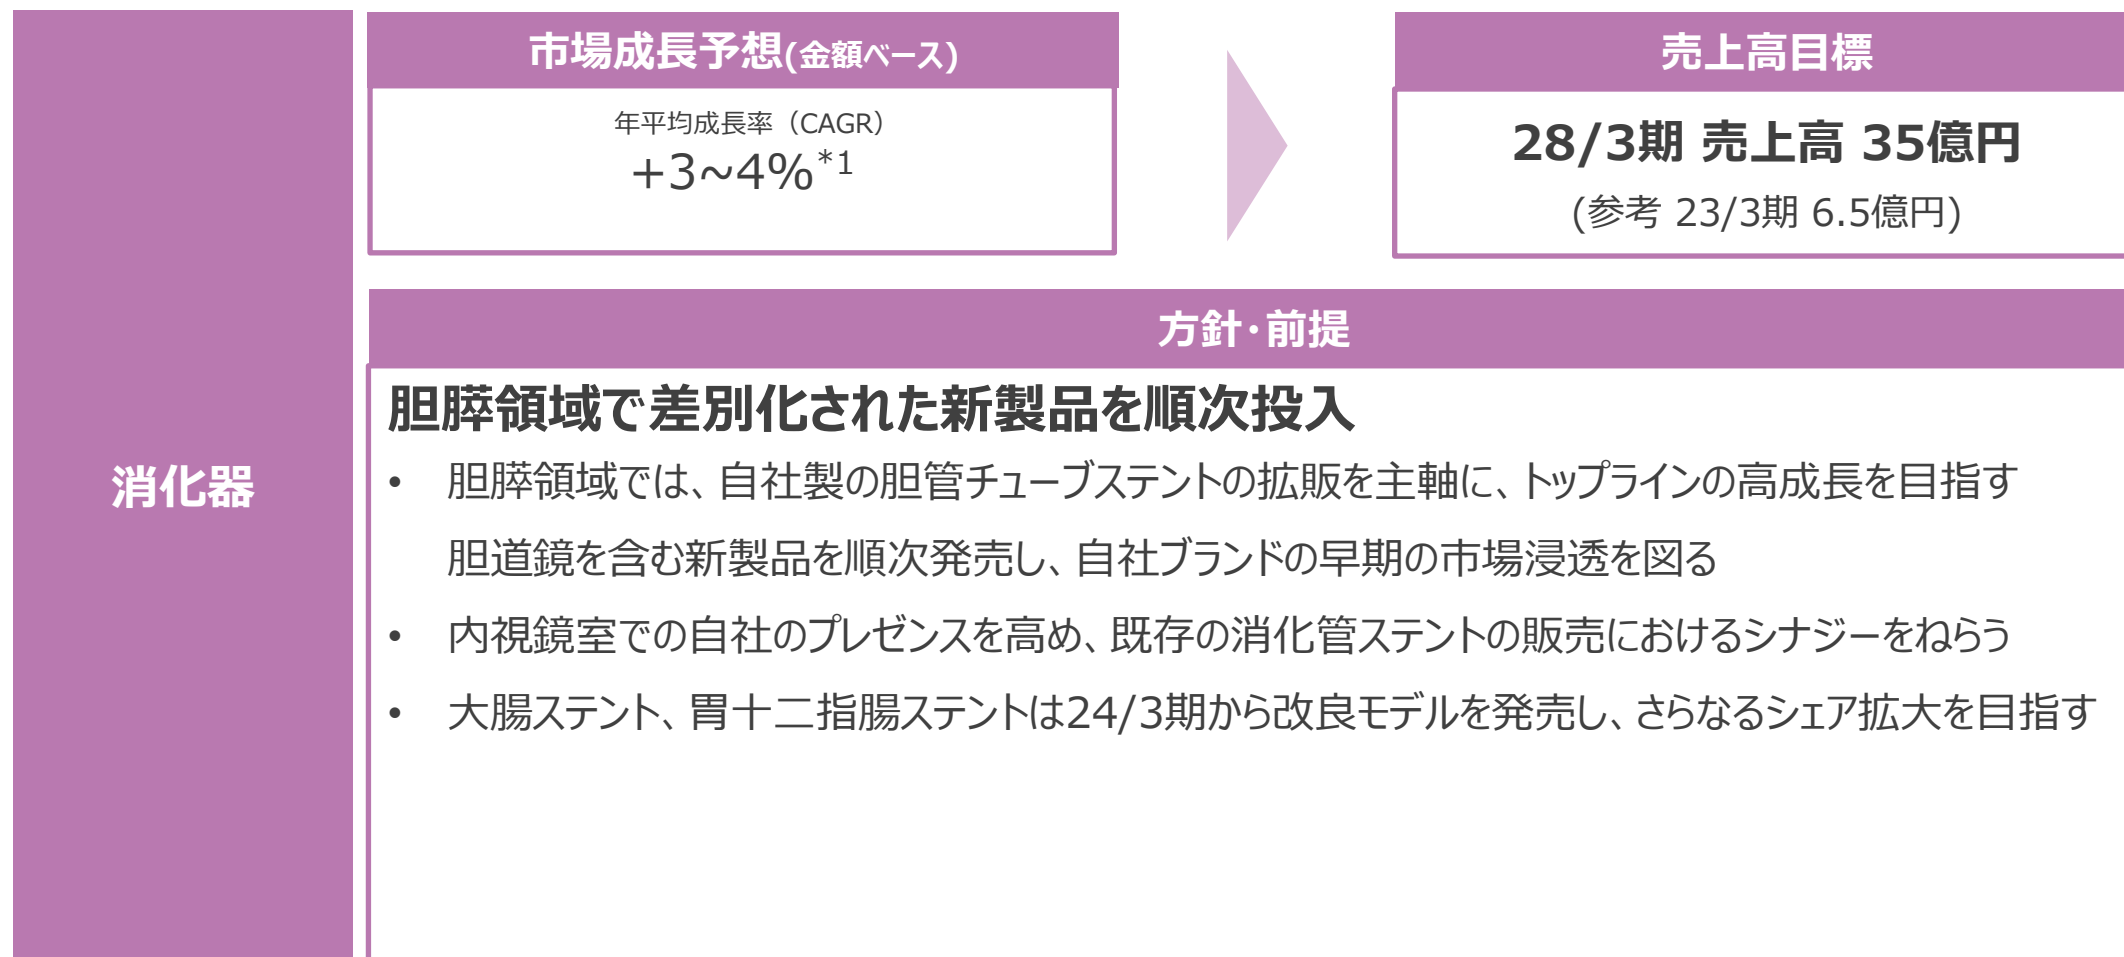 消化器
市場成長予想(金額ベース)
年平均成長率（CAGR）
+3~4%*1
売上高目標
28/3期 売上高 35億円
(参考 23/3期 6.5億円)
方針・前提
胆膵領域で差別化された新製品を順次投入
• 胆膵領域では、自社製の胆管チューブステントの拡販を主軸に、トップラインの高成長を目指す
胆道鏡を含む新製品を順次発売し、自社ブランドの早期の市場浸透を図る
• 内視鏡室での自社のプレゼンスを高め、既存の消化管ステントの販売におけるシナジーをねらう
• 大腸ステント、胃十二指腸ステントは24/3期から改良モデルを発売し、さらなるシェア拡大を目指す